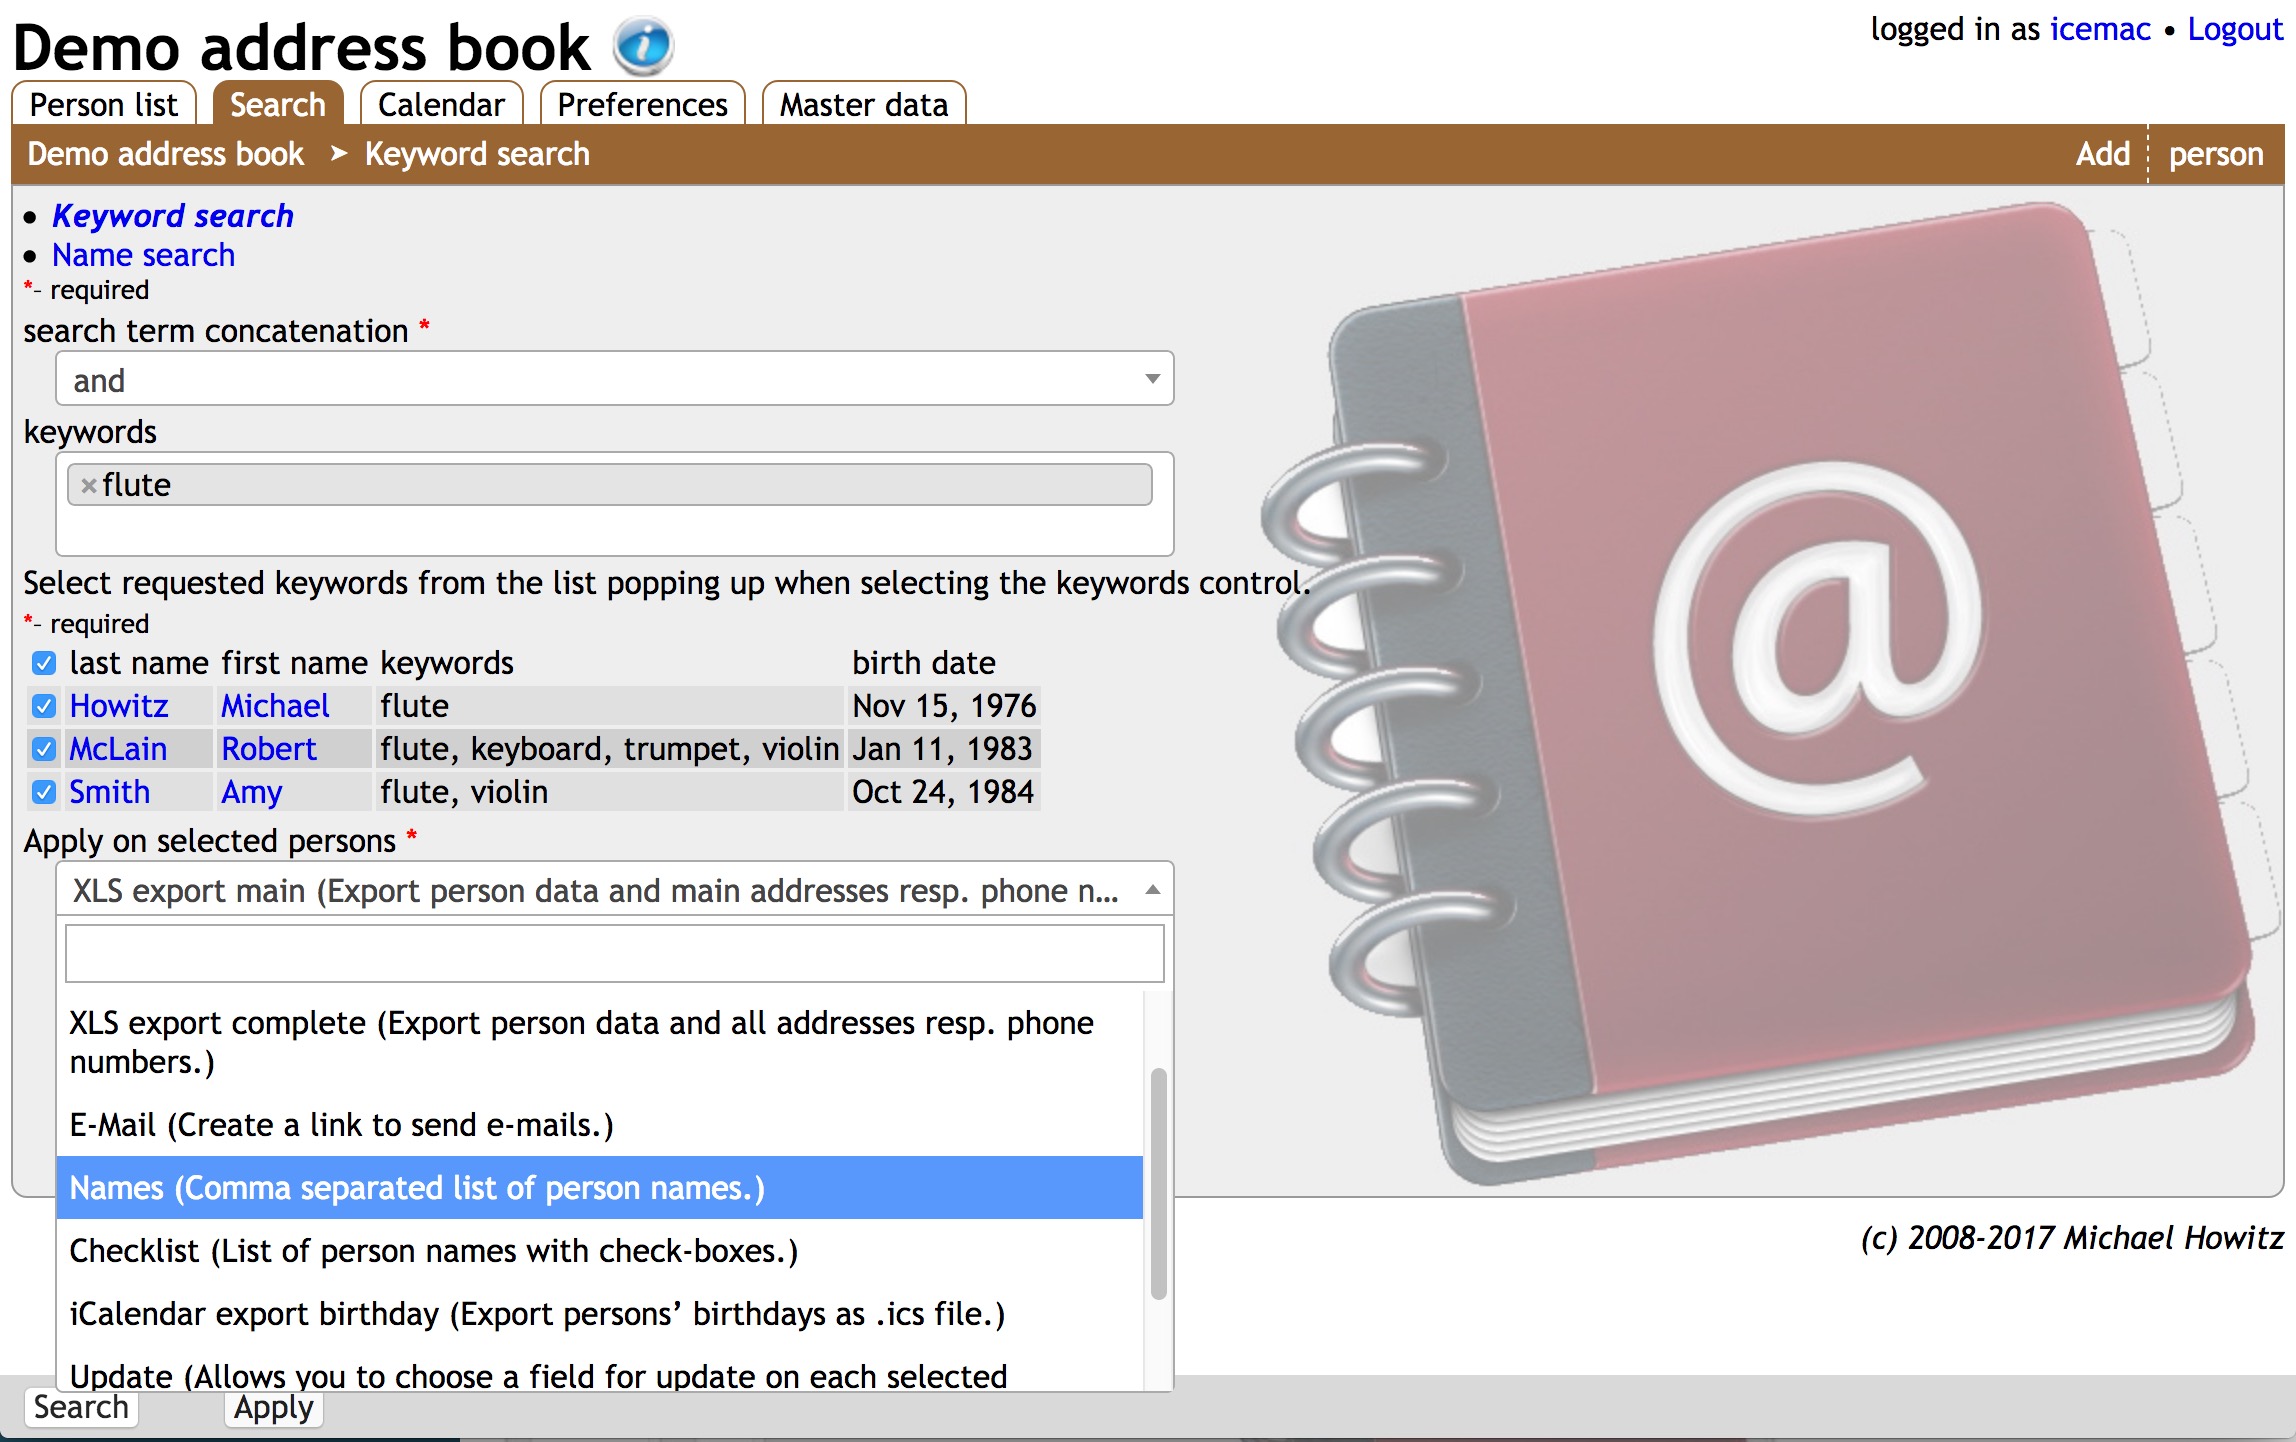 Demo address book
logged in as icemac • Logout
Person list Search Calendar Preferences Master data
Demo address book ➤ Keyword search Add person
• Keyword search
• Name search
*- required
search term concatenation *
and
keywords
×flute
Select requested keywords from the list popping up when selecting the keywords control.
*- required
last name first name keywords birth date
Howitz Michael flute Nov 15, 1976
McLain Robert flute, keyboard, trumpet, violin Jan 11, 1983
Smith Amy flute, violin Oct 24, 1984
Apply on selected persons *
XLS export main (Export person data and main addresses resp. phone n...
XLS export complete (Export person data and all addresses resp. phone
numbers.)
E-Mail (Create a link to send e-mails.)
Names (Comma separated list of person names.)
Checklist (List of person names with check-boxes.)
iCalendar export birthday (Export persons’ birthdays as .ics file.)
Update (Allows you to choose a field for update on each selected
@
(c) 2008-2017 Michael Howitz
Search Apply